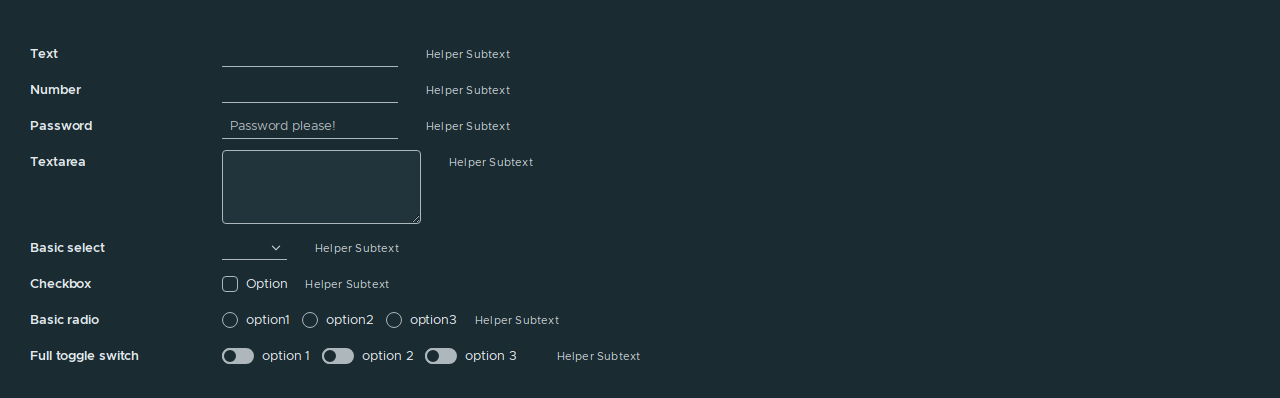 Text Helper Subtext
Number Helper Subtext
Password Password please! Helper Subtext
Textarea Helper Subtext
Basic select Helper Subtext
Checkbox Option Helper Subtext
Basic radio option1 option2 option3 Helper Subtext
Full toggle switch option 1 option 2 option 3 Helper Subtext